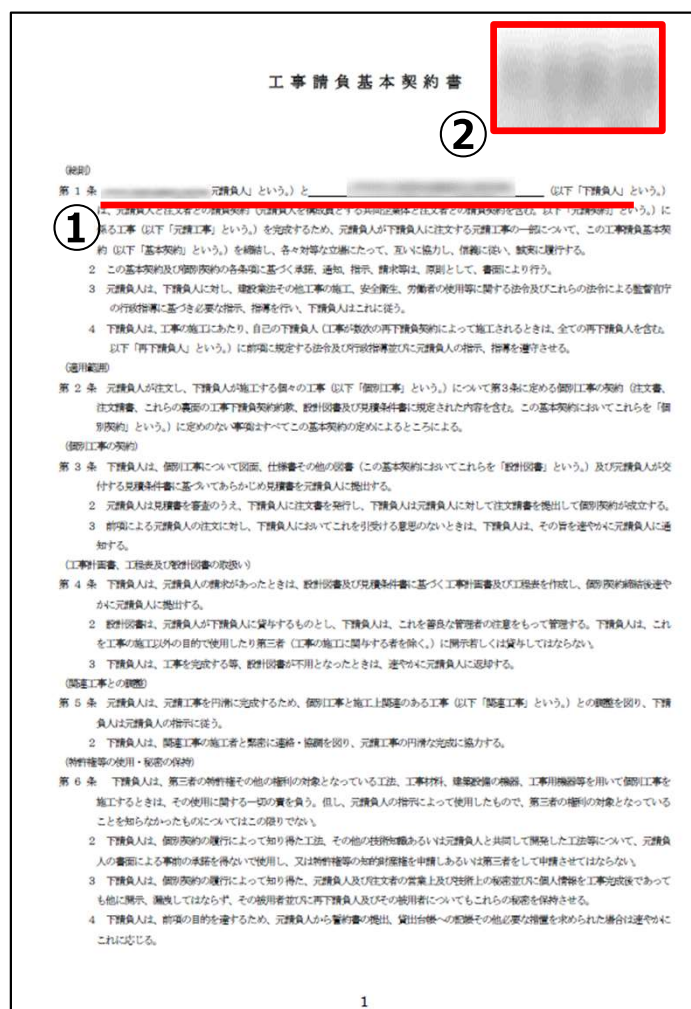 工事請負基本契約書
②
(総則)
第 1 条 元請負人」という。）と （以下「下請負人」という。）
①
は、元請負人と注文者との請負契約（元請負人を構成員とする共同企業体と注文者との請負契約を含む。以下「元請契約」という。）に
係る工事（以下「元請工事」という。）を完成するため、元請負人が下請負人に注文する元請工事の一部について、この工事請負基本契
約（以下「基本契約」という。）を締結し、各々対等な立場にたって、互いに協力し、信義に従い、誠実に履行する。
2 この基本契約及び個別契約の各条項に基づく承諾、通知、指示、請求等は、原則として、書面により行う。
3 元請負人は、下請負人に対し、建設業法その他工事の施工、安全衛生、労働者の使用等に関する法令及びこれらの法令による監督官庁
の行政指導に基づき必要な指示、指導を行い、下請負人はこれに従う。
4 下請負人は、工事の施工にあたり、自己の下請負人（工事が数次の再下請負契約によって施工されるときは、全ての再下請負人を含む。
以下「再下請負人」という。）に前項に規定する法令及び行政指導並びに元請負人の指示、指導を遵守させる。
(適用範囲)
第 2 条 元請負人が注文し、下請負人が施工する個々の工事（以下「個別工事」という。）について第3条に定める個別工事の契約（注文書、
注文請書、これらの裏面の工事下請負契約約款、設計図書及び見積条件書に規定された内容を含む。この基本契約においてこれらを「個
別契約」という。）に定めのない事項はすべてこの基本契約の定めによるところによる。
(個別工事の契約)
第 3 条 下請負人は、個別工事について図面、仕様書その他の図書（この基本契約においてこれらを「設計図書」という。）及び元請負人が交
付する見積条件書に基づいてあらかじめ見積書を元請負人に提出する。
2 元請負人は見積書を審査のうえ、下請負人に注文書を発行し、下請負人は元請負人に対して注文請書を提出して個別契約が成立する。
3 前項による元請負人の注文に対し、下請負人においてこれを引受ける意思のないときは、下請負人は、その旨を速やかに元請負人に通
知する。
(工事計画書、工程表及び設計図書の取扱い)
第 4 条 下請負人は、元請負人の請求があったときは、設計図書及び見積条件書に基づく工事計画書及び工程表を作成し、個別契約締結後速や
かに元請負人に提出する。
2 設計図書は、元請負人が下請負人に貸与するものとし、下請負人は、これを善良な管理者の注意をもって管理する。下請負人は、これ
を工事の施工以外の目的で使用したり第三者（工事の施工に関与する者を除く。）に開示若しくは貸与してはならない。
3 下請負人は、工事を完成する等、設計図書が不用となったときは、速やかに元請負人に返却する。
(関連工事との調整)
第 5 条 元請負人は、元請工事を円滑に完成するため、個別工事と施工上関連のある工事（以下「関連工事」という。）との調整を図り、下請
負人は元請負人の指示に従う。
2 下請負人は、関連工事の施工者と緊密に連絡・協調を図り、元請工事の円滑な完成に協力する。
(特許権等の使用・秘密の保持)
第 6 条 下請負人は、第三者の特許権その他の権利の対象となっている工法、工事材料、建築設備の機器、工事用機器等を用いて個別工事を
施工するときは、その使用に関する一切の責を負う。但し、元請負人の指示によって使用したもので、第三者の権利の対象となっている
ことを知らなかったものについてはこの限りでない。
2 下請負人は、個別契約の履行によって知り得た工法、その他の技術知識あるいは元請負人と共同して開発した工法等について、元請負
人の書面による事前の承諾を得ないで使用し、又は特許権等の知的財産権を申請あるいは第三者をして申請させてはならない。
3 下請負人は、個別契約の履行によって知り得た、元請負人及び注文者の営業上及び技術上の秘密並びに個人情報を工事完成後であって
も他に開示、漏洩してはならず、その被用者並びに再下請負人及びその被用者についてもこれらの秘密を保持させる。
4 下請負人は、前項の目的を達するため、元請負人から誓約書の提出、貸出台帳への記帳その他必要な措置を求められた場合は速やかに
これに応じる。
1